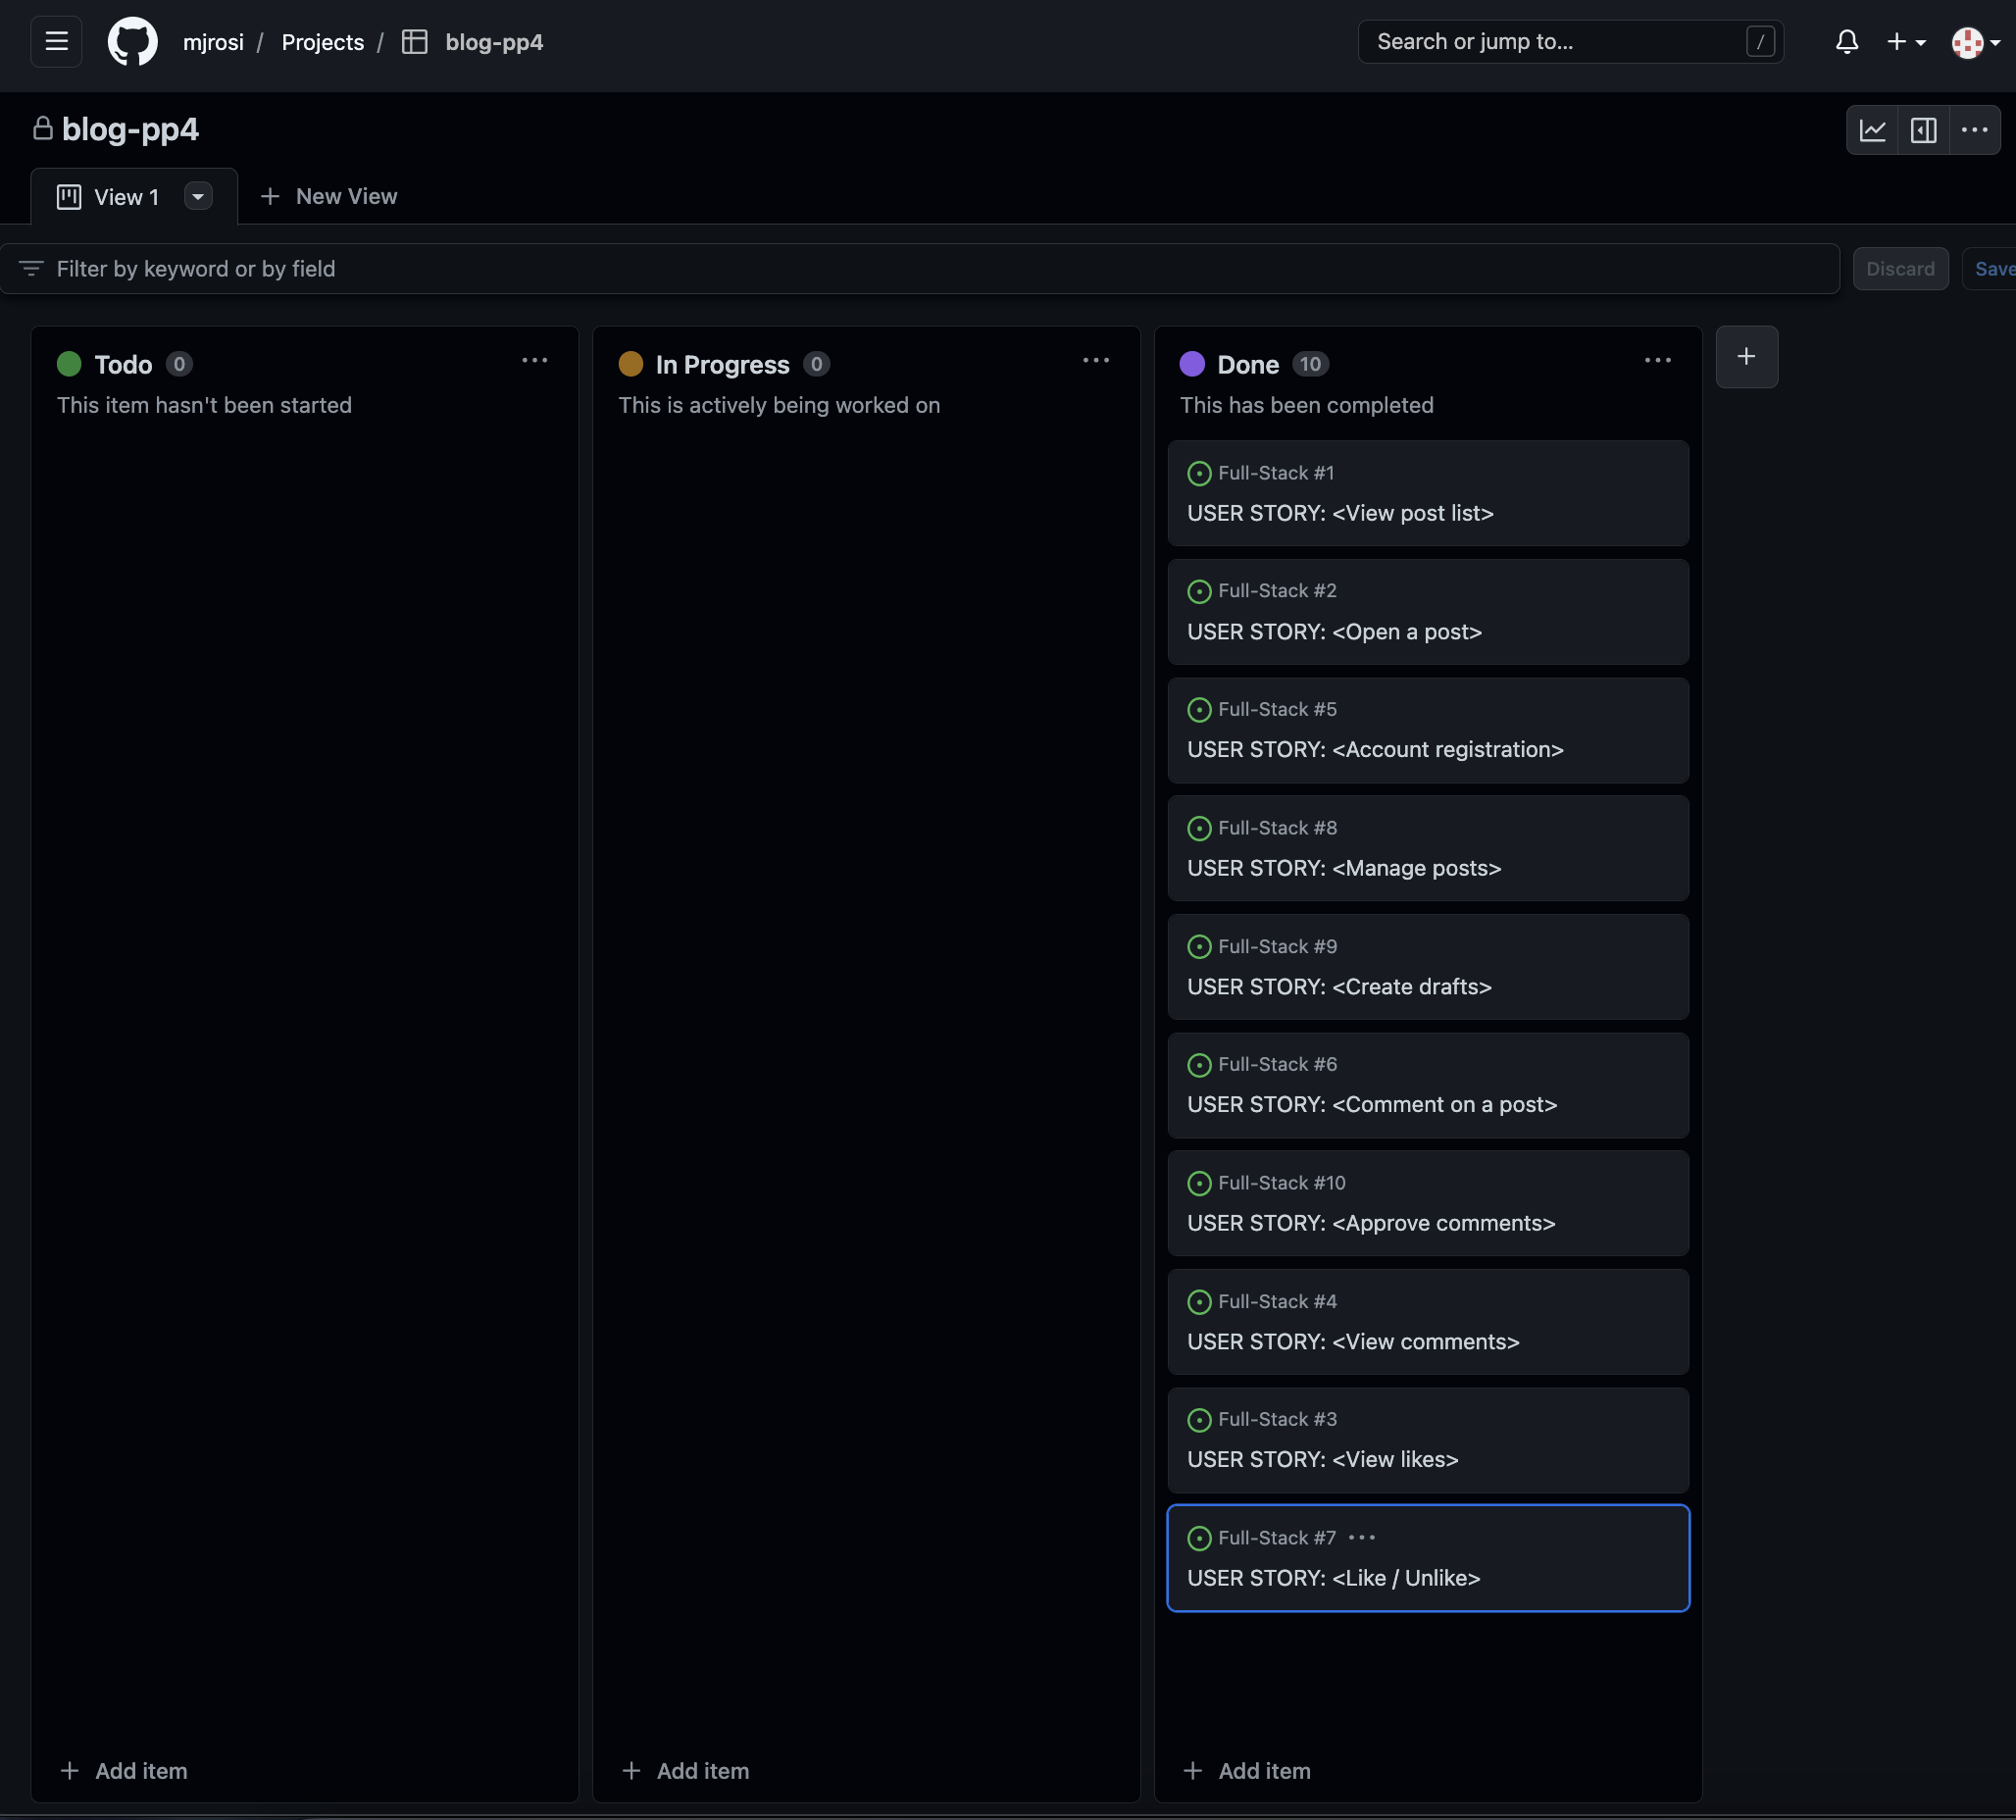 mjrosi / Projects / blog-pp4
Search or jump to... /
blog-pp4
View 1
New View
Filter by keyword or by field
Discard
Save
Todo 0
This item hasn't been started
In Progress 0
This is actively being worked on
Done 10
This has been completed
Full-Stack #1
USER STORY: <View post list>
Full-Stack #2
USER STORY: <Open a post>
Full-Stack #5
USER STORY: <Account registration>
Full-Stack #8
USER STORY: <Manage posts>
Full-Stack #9
USER STORY: <Create drafts>
Full-Stack #6
USER STORY: <Comment on a post>
Full-Stack #10
USER STORY: <Approve comments>
Full-Stack #4
USER STORY: <View comments>
Full-Stack #3
USER STORY: <View likes>
Full-Stack #7
USER STORY: <Like / Unlike>
Add item
Add item
Add item